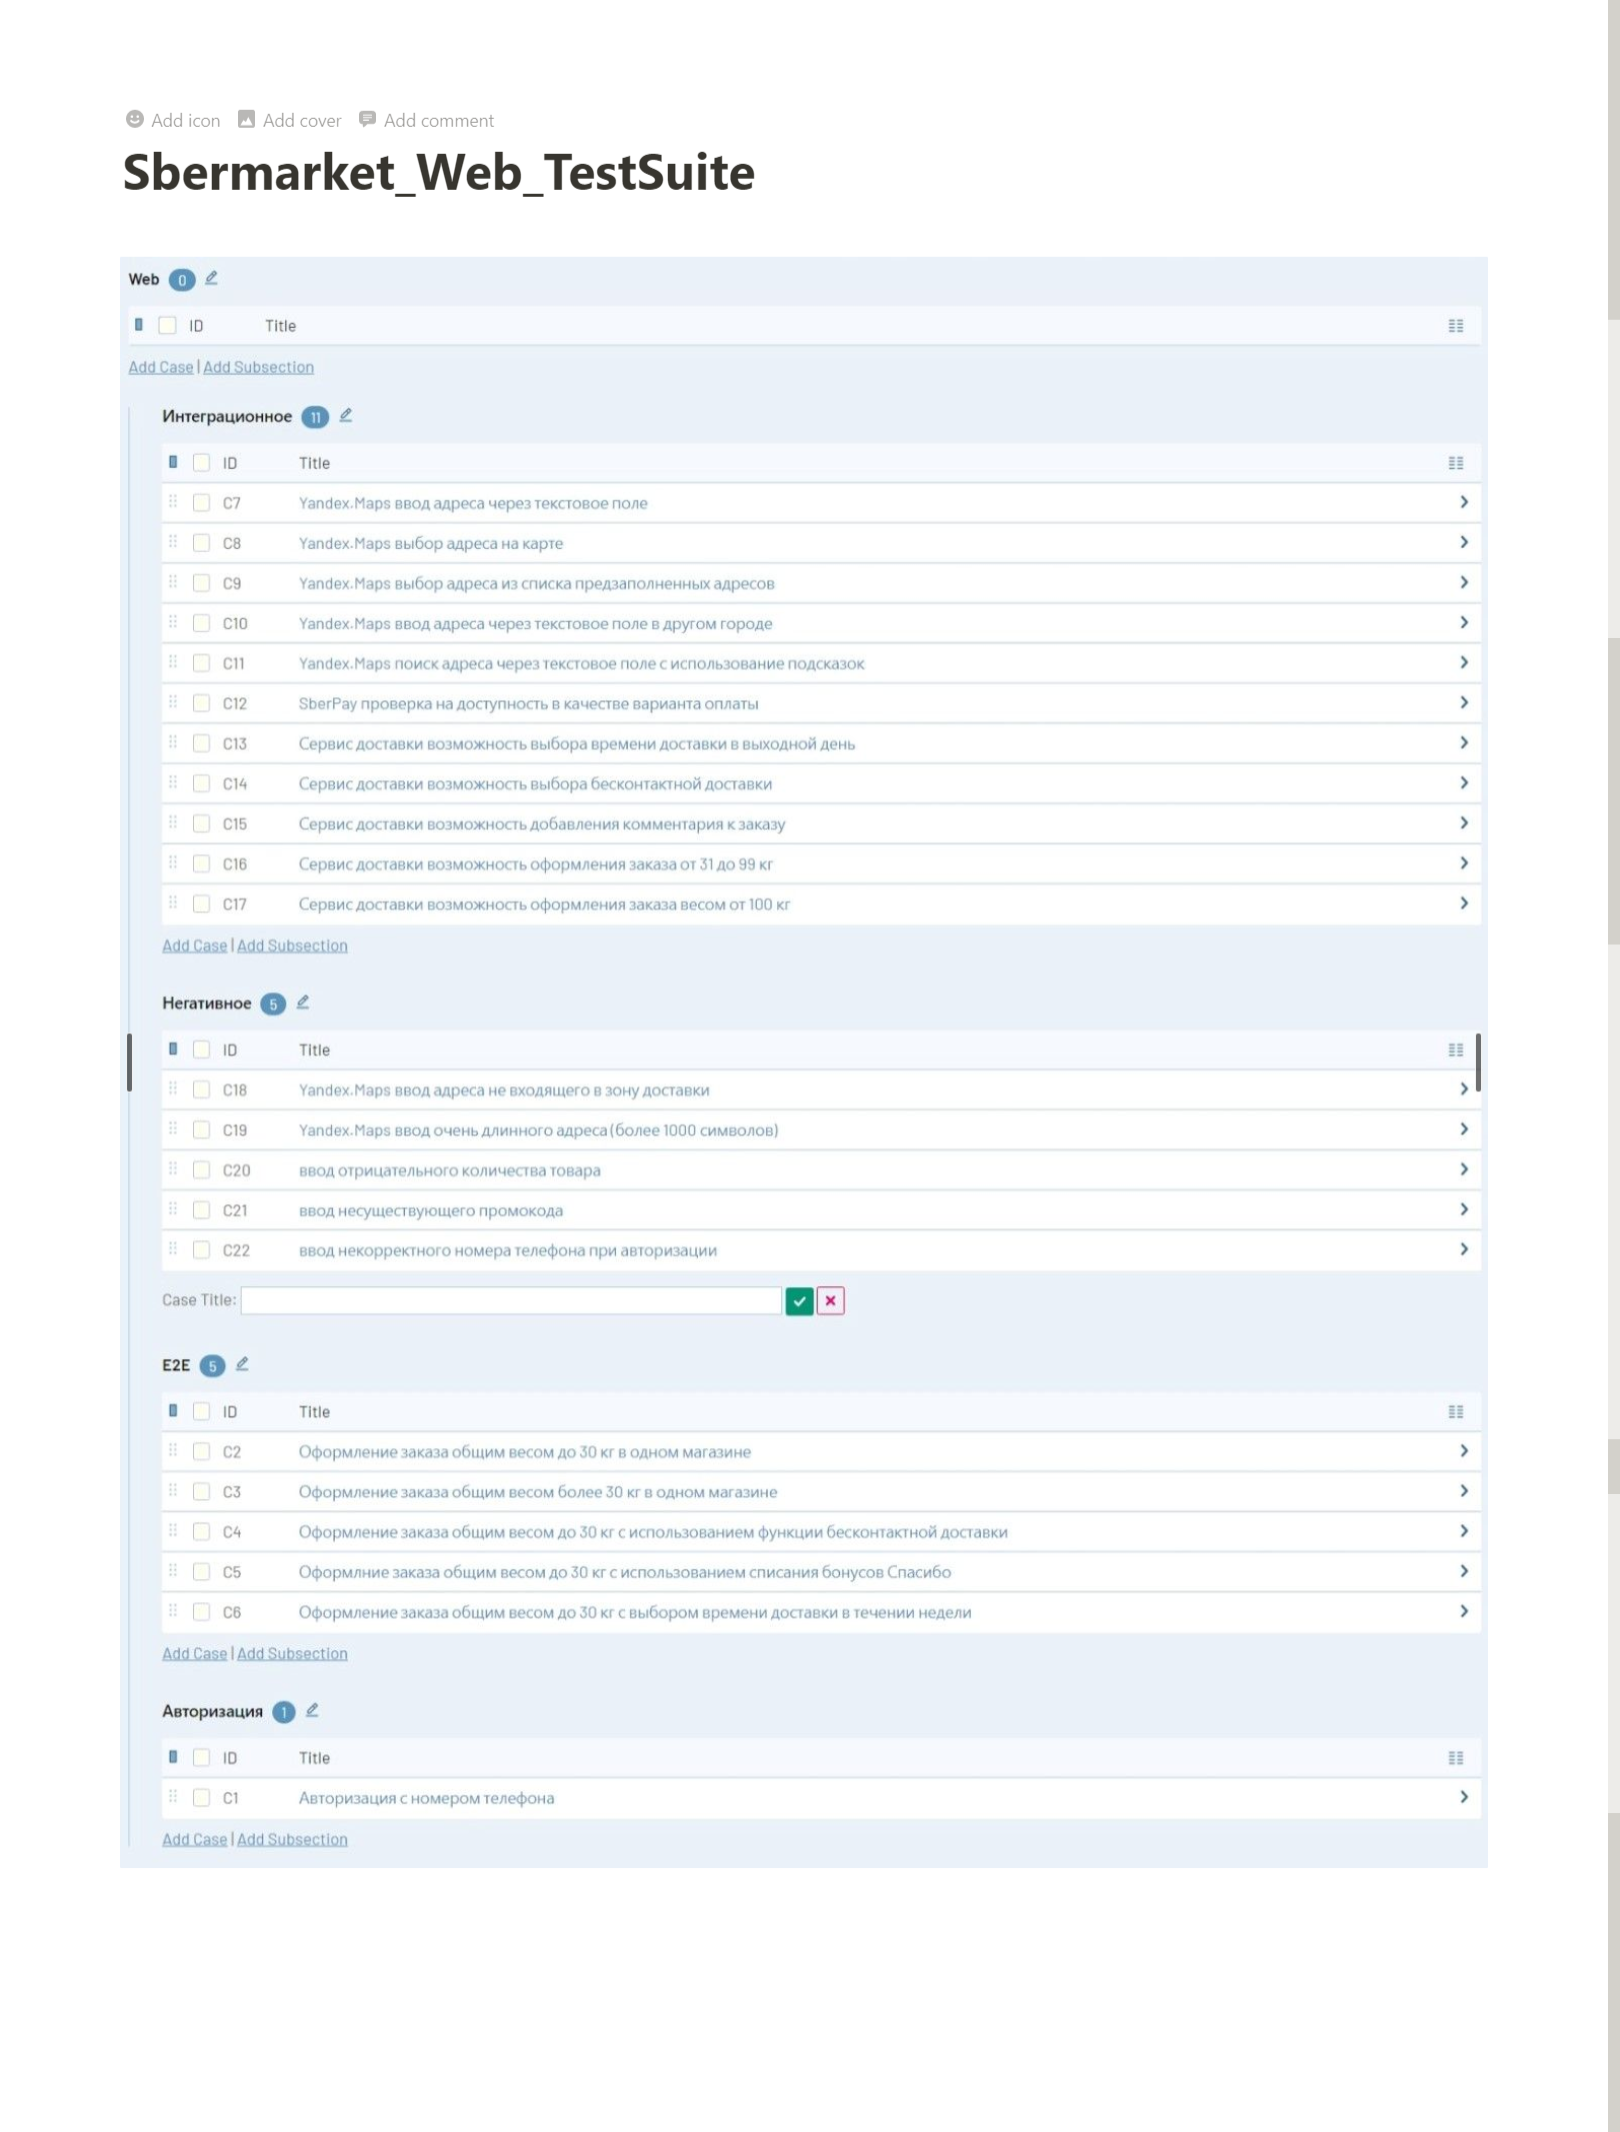 Add icon Add cover Add comment
Sbermarket_Web_TestSuite
Web 0
ID Title
Add Case | Add Subsection
Интеграционное 11
ID Title
C7 Yandex.Maps ввод адреса через текстовое поле
C8 Yandex.Maps выбор адреса на карте
C9 Yandex.Maps выбор адреса из списка предзаполненных адресов
C10 Yandex.Maps ввод адреса через текстовое поле в другом городе
C11 Yandex.Maps поиск адреса через текстовое поле с использование подсказок
C12 SberPay проверка на доступность в качестве варианта оплаты
C13 Сервис доставки возможность выбора времени доставки в выходной день
C14 Сервис доставки возможность выбора бесконтактной доставки
C15 Сервис доставки возможность добавления комментария к заказу
C16 Сервис доставки возможность оформления заказа от 31 до 99 кг
C17 Сервис доставки возможность оформления заказа весом от 100 кг
Add Case | Add Subsection
Негативное 5
ID Title
C18 Yandex.Maps ввод адреса не входящего в зону доставки
C19 Yandex.Maps ввод очень длинного адреса (более 1000 символов)
C20 ввод отрицательного количества товара
C21 ввод несуществующего промокода
C22 ввод некорректного номера телефона при авторизации
Case Title:
E2E 5
ID Title
C2 Оформление заказа общим весом до 30 кг в одном магазине
C3 Оформление заказа общим весом более 30 кг в одном магазине
C4 Оформление заказа общим весом до 30 кг с использованием функции бесконтактной доставки
C5 Оформлние заказа общим весом до 30 кг с использованием списания бонусов Спасибо
C6 Оформление заказа общим весом до 30 кг с выбором времени доставки в течении недели
Add Case | Add Subsection
Авторизация 1
ID Title
C1 Авторизация с номером телефона
Add Case | Add Subsection